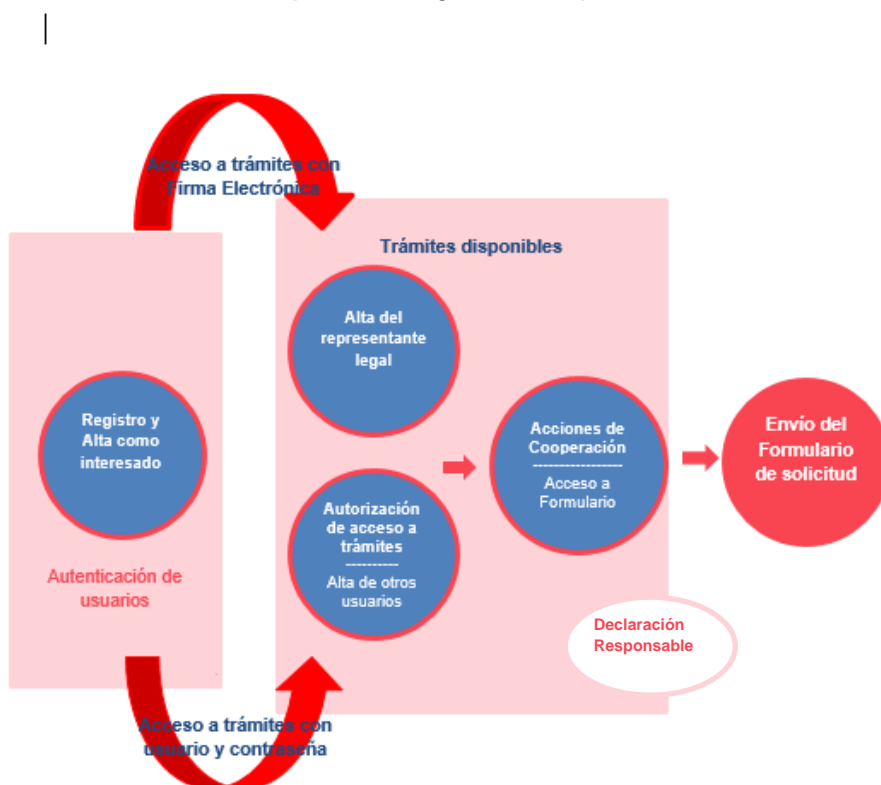 Acceso a trámites con
Firma Electrónica
Trámites disponibles
Alta del
representante
legal
Registro y
Alta como
interesado
Acciones de
Cooperación
-----------------
Acceso a
Formulario
Envío del
Formulario
de solicitud
Autorización
de acceso a
trámites
----------
Alta de otros
usuarios
Autenticación de
usuarios
Declaración
Responsable
Acceso a trámites con
usuario y contraseña